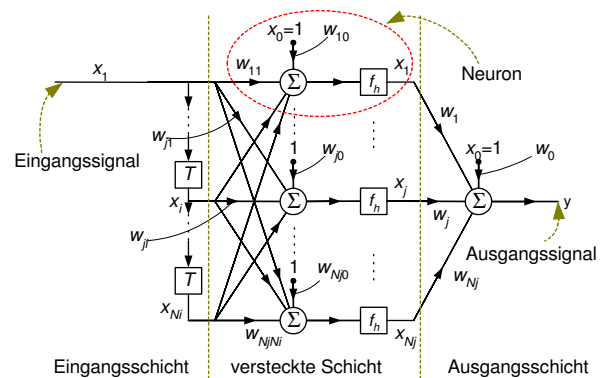 x0=1 w10
x1 w11 Σ fh x1 Neuron
w1
wj1 1 wj0 x0=1 w0
Eingangssignal
T Σ fh xj Σ y
xi wj
wji Ausgangssignal
1 wNj0 wNj
T
Σ fh
xNi wNjNi xNj
Eingangsschicht versteckte Schicht Ausgangsschicht